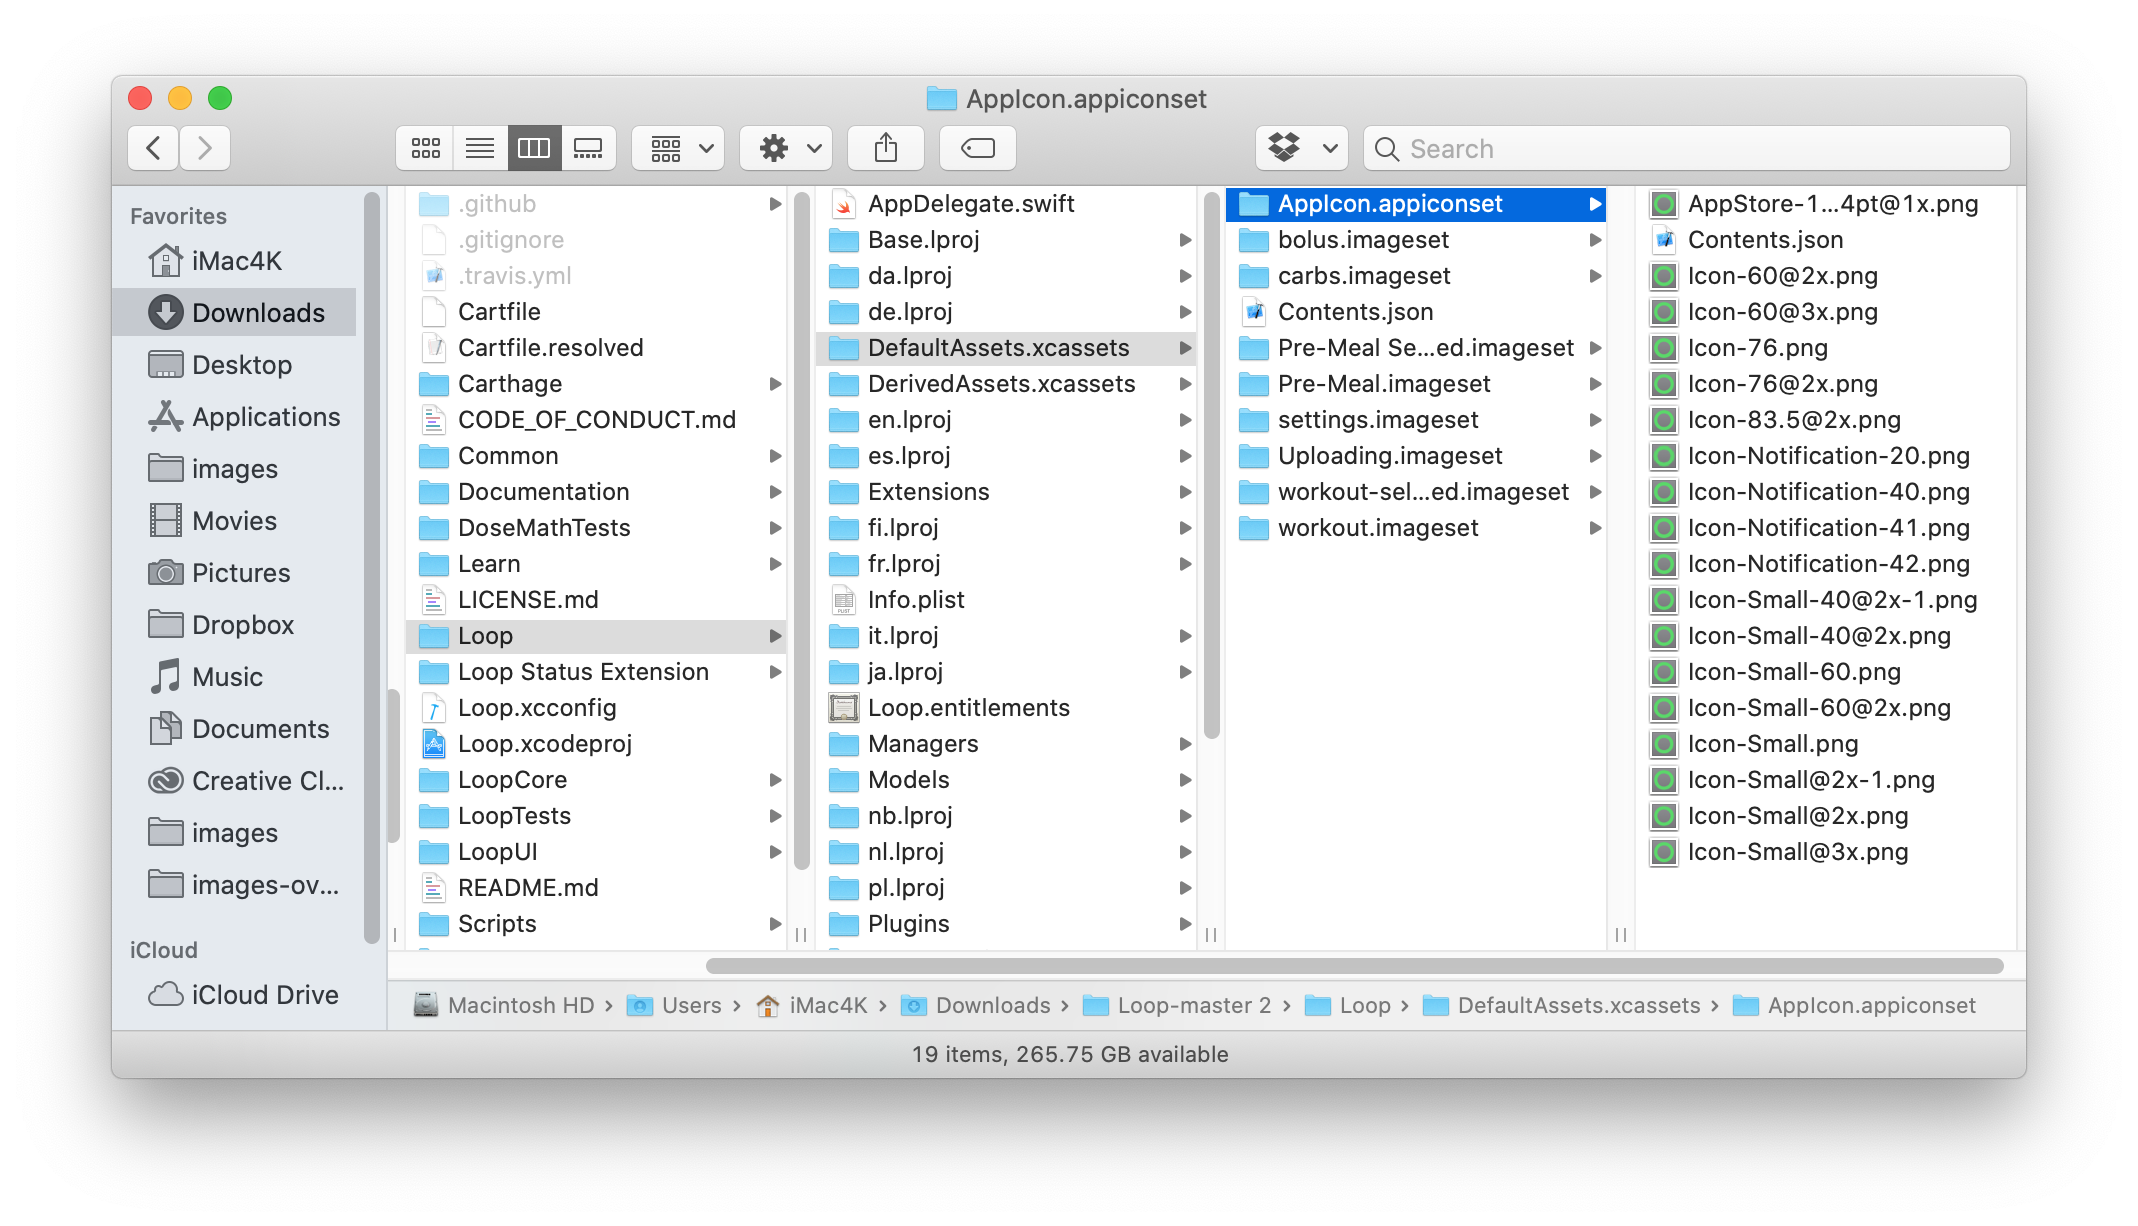 AppIcon.appiconset
Search
Favorites
iMac4K
Downloads
Desktop
Applications
images
Movies
Pictures
Dropbox
Music
Documents
Creative Cl...
images
images-ov...
iCloud
iCloud Drive
.github
.gitignore
.travis.yml
Cartfile
Cartfile.resolved
Carthage
CODE_OF_CONDUCT.md
Common
Documentation
DoseMathTests
Learn
LICENSE.md
Loop
Loop Status Extension
Loop.xcconfig
Loop.xcodeproj
LoopCore
LoopTests
LoopUI
README.md
Scripts
AppDelegate.swift
Base.lproj
da.lproj
de.lproj
DefaultAssets.xcassets
DerivedAssets.xcassets
en.lproj
es.lproj
Extensions
fi.lproj
fr.lproj
Info.plist
it.lproj
ja.lproj
Loop.entitlements
Managers
Models
nb.lproj
nl.lproj
pl.lproj
Plugins
AppIcon.appiconset
bolus.imageset
carbs.imageset
Contents.json
Pre-Meal Se...ed.imageset
Pre-Meal.imageset
settings.imageset
Uploading.imageset
workout-sel...ed.imageset
workout.imageset
AppStore-1...4pt@1x.png
Contents.json
Icon-60@2x.png
Icon-60@3x.png
Icon-76.png
Icon-76@2x.png
Icon-83.5@2x.png
Icon-Notification-20.png
Icon-Notification-40.png
Icon-Notification-41.png
Icon-Notification-42.png
Icon-Small-40@2x-1.png
Icon-Small-40@2x.png
Icon-Small-60.png
Icon-Small-60@2x.png
Icon-Small.png
Icon-Small@2x-1.png
Icon-Small@2x.png
Icon-Small@3x.png
Macintosh HD › Users › iMac4K › Downloads › Loop-master 2 › Loop › DefaultAssets.xcassets › AppIcon.appiconset
19 items, 265.75 GB available